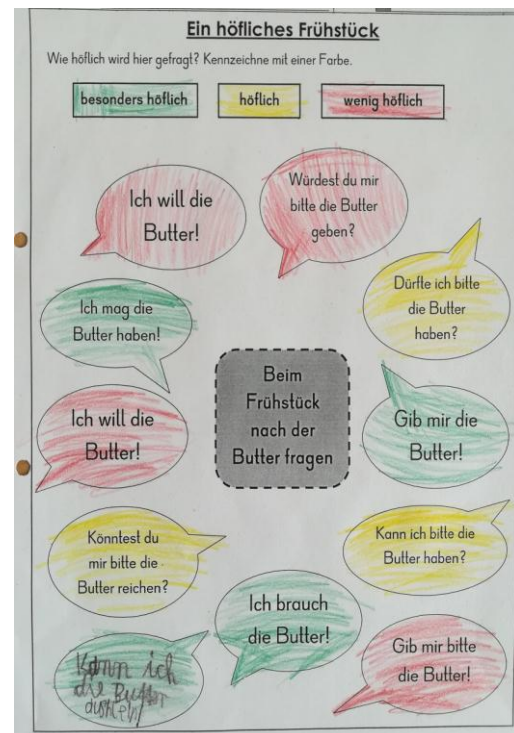 Ein höfliches Frühstück
Wie höflich wird hier gefragt? Kennzeichne mit einer Farbe.
besonders höflich
höflich
wenig höflich
Ich will die
Butter!
Würdest du mir
bitte die Butter
geben?
Dürfte ich bitte
die Butter
haben?
Ich mag die
Butter haben!
Beim
Frühstück
nach der
Butter fragen
Ich will die
Butter!
Gib mir die
Butter!
Könntest du
mir bitte die
Butter reichen?
Kann ich bitte die
Butter haben?
Ich brauch
die Butter!
Gib mir bitte
die Butter!
Kann ich
die Butter